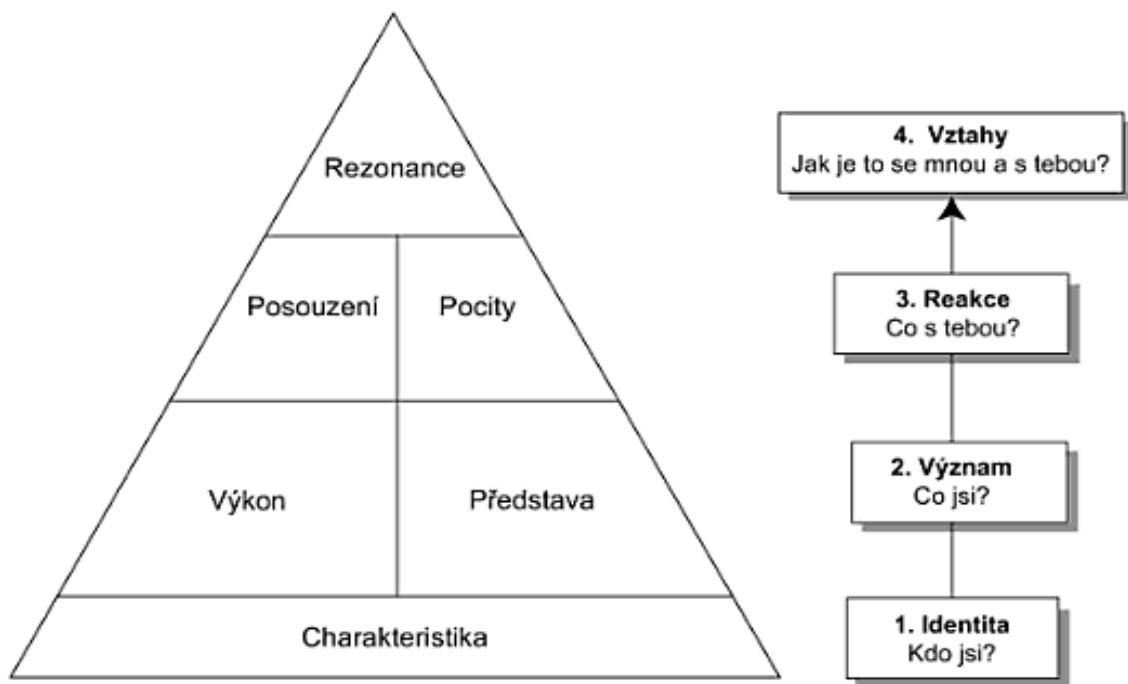 Rezonance
Posouzení
Pocity
Výkon
Představa
Charakteristika
4. Vztahy
Jak je to se mnou a s tebou?
3. Reakce
Co s tebou?
2. Význam
Co jsi?
1. Identita
Kdo jsi?